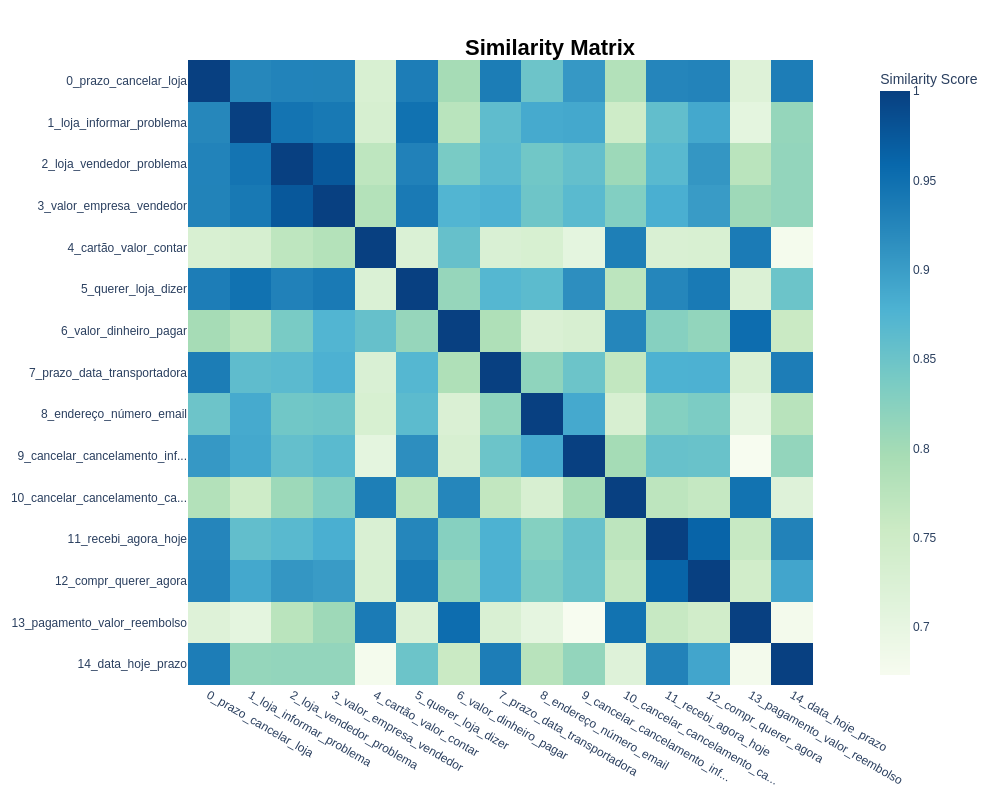 Similarity Matrix
Similarity Score
0_prazo_cancelar_loja
1_loja_informar_problema
2_loja_vendedor_problema
3_valor_empresa_vendedor
4_cartão_valor_contar
5_querer_loja_dizer
6_valor_dinheiro_pagar
7_prazo_data_transportadora
8_endereço_número_email
9_cancelar_cancelamento_inf...
10_cancelar_cancelamento_ca...
11_recebi_agora_hoje
12_compr_querer_agora
13_pagamento_valor_reembolso
14_data_hoje_prazo
1
0.95
0.9
0.85
0.8
0.75
0.7
0_prazo_cancelar_loja
1_loja_informar_problema
2_loja_vendedor_problema
3_valor_empresa_vendedor
4_cartão_valor_contar
5_querer_loja_dizer
6_valor_dinheiro_pagar
7_prazo_data_transportadora
8_endereço_número_email
9_cancelar_cancelamento_inf...
10_cancelar_cancelamento_ca...
11_recebi_agora_hoje
12_compr_querer_agora
13_pagamento_valor_reembolso
14_data_hoje_prazo